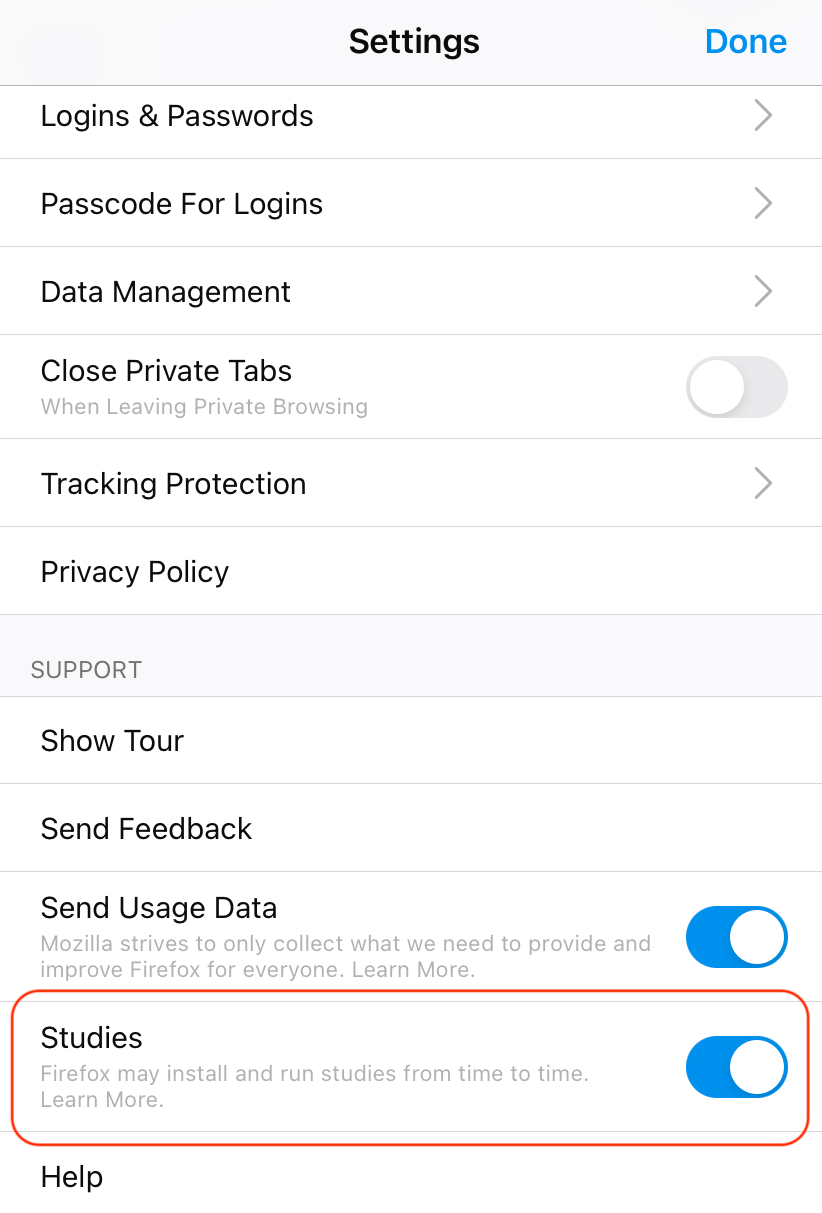 Settings
Done
Logins & Passwords
Passcode For Logins
Data Management
Close Private Tabs
When Leaving Private Browsing
Tracking Protection
Privacy Policy
SUPPORT
Show Tour
Send Feedback
Send Usage Data
Mozilla strives to only collect what we need to provide and
improve Firefox for everyone. Learn More.
Studies
Firefox may install and run studies from time to time.
Learn More.
Help